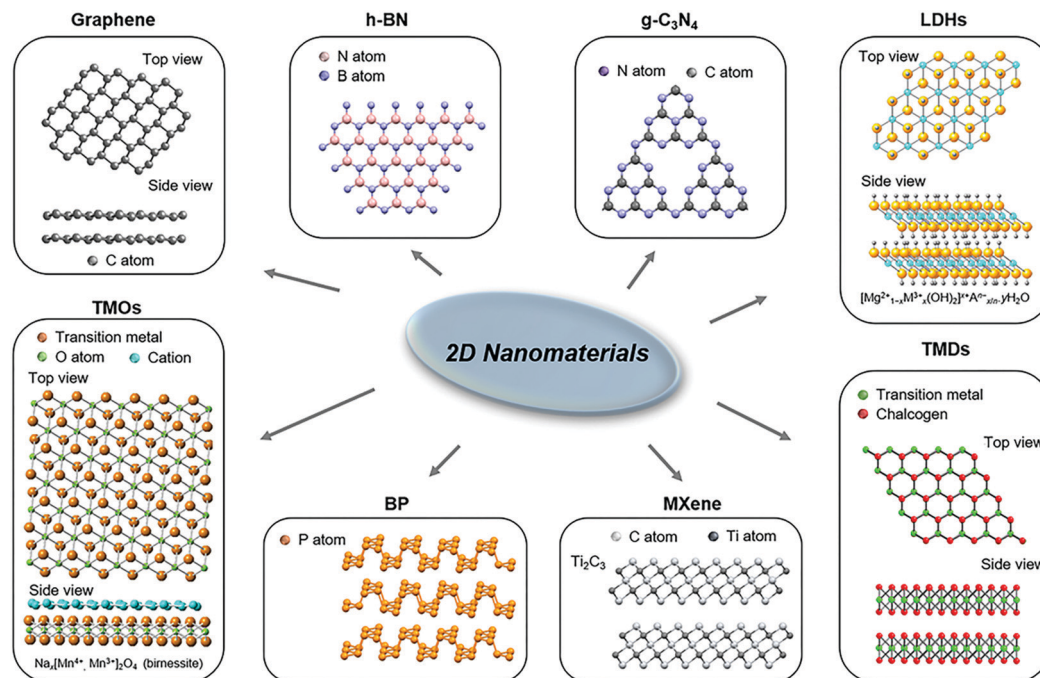 Graphene
Top view
Side view
C atom
h-BN
N atom
B atom
g-C₃N₄
N atom C atom
LDHs
Top view
Side view
[Mg²⁺₁₋ₓM³⁺ₓ(OH)₂]ˣ⁺Aⁿ⁻ₓ/ₙ.yH₂O
2D Nanomaterials
TMOs
Transition metal
O atom Cation
Top view
Side view
Naₓ[Mn⁴⁺, Mn³⁺]₂O₄ (birnessite)
BP
P atom
MXene
C atom Ti atom
Ti₂C₃
TMDs
Transition metal
Chalcogen
Top view
Side view